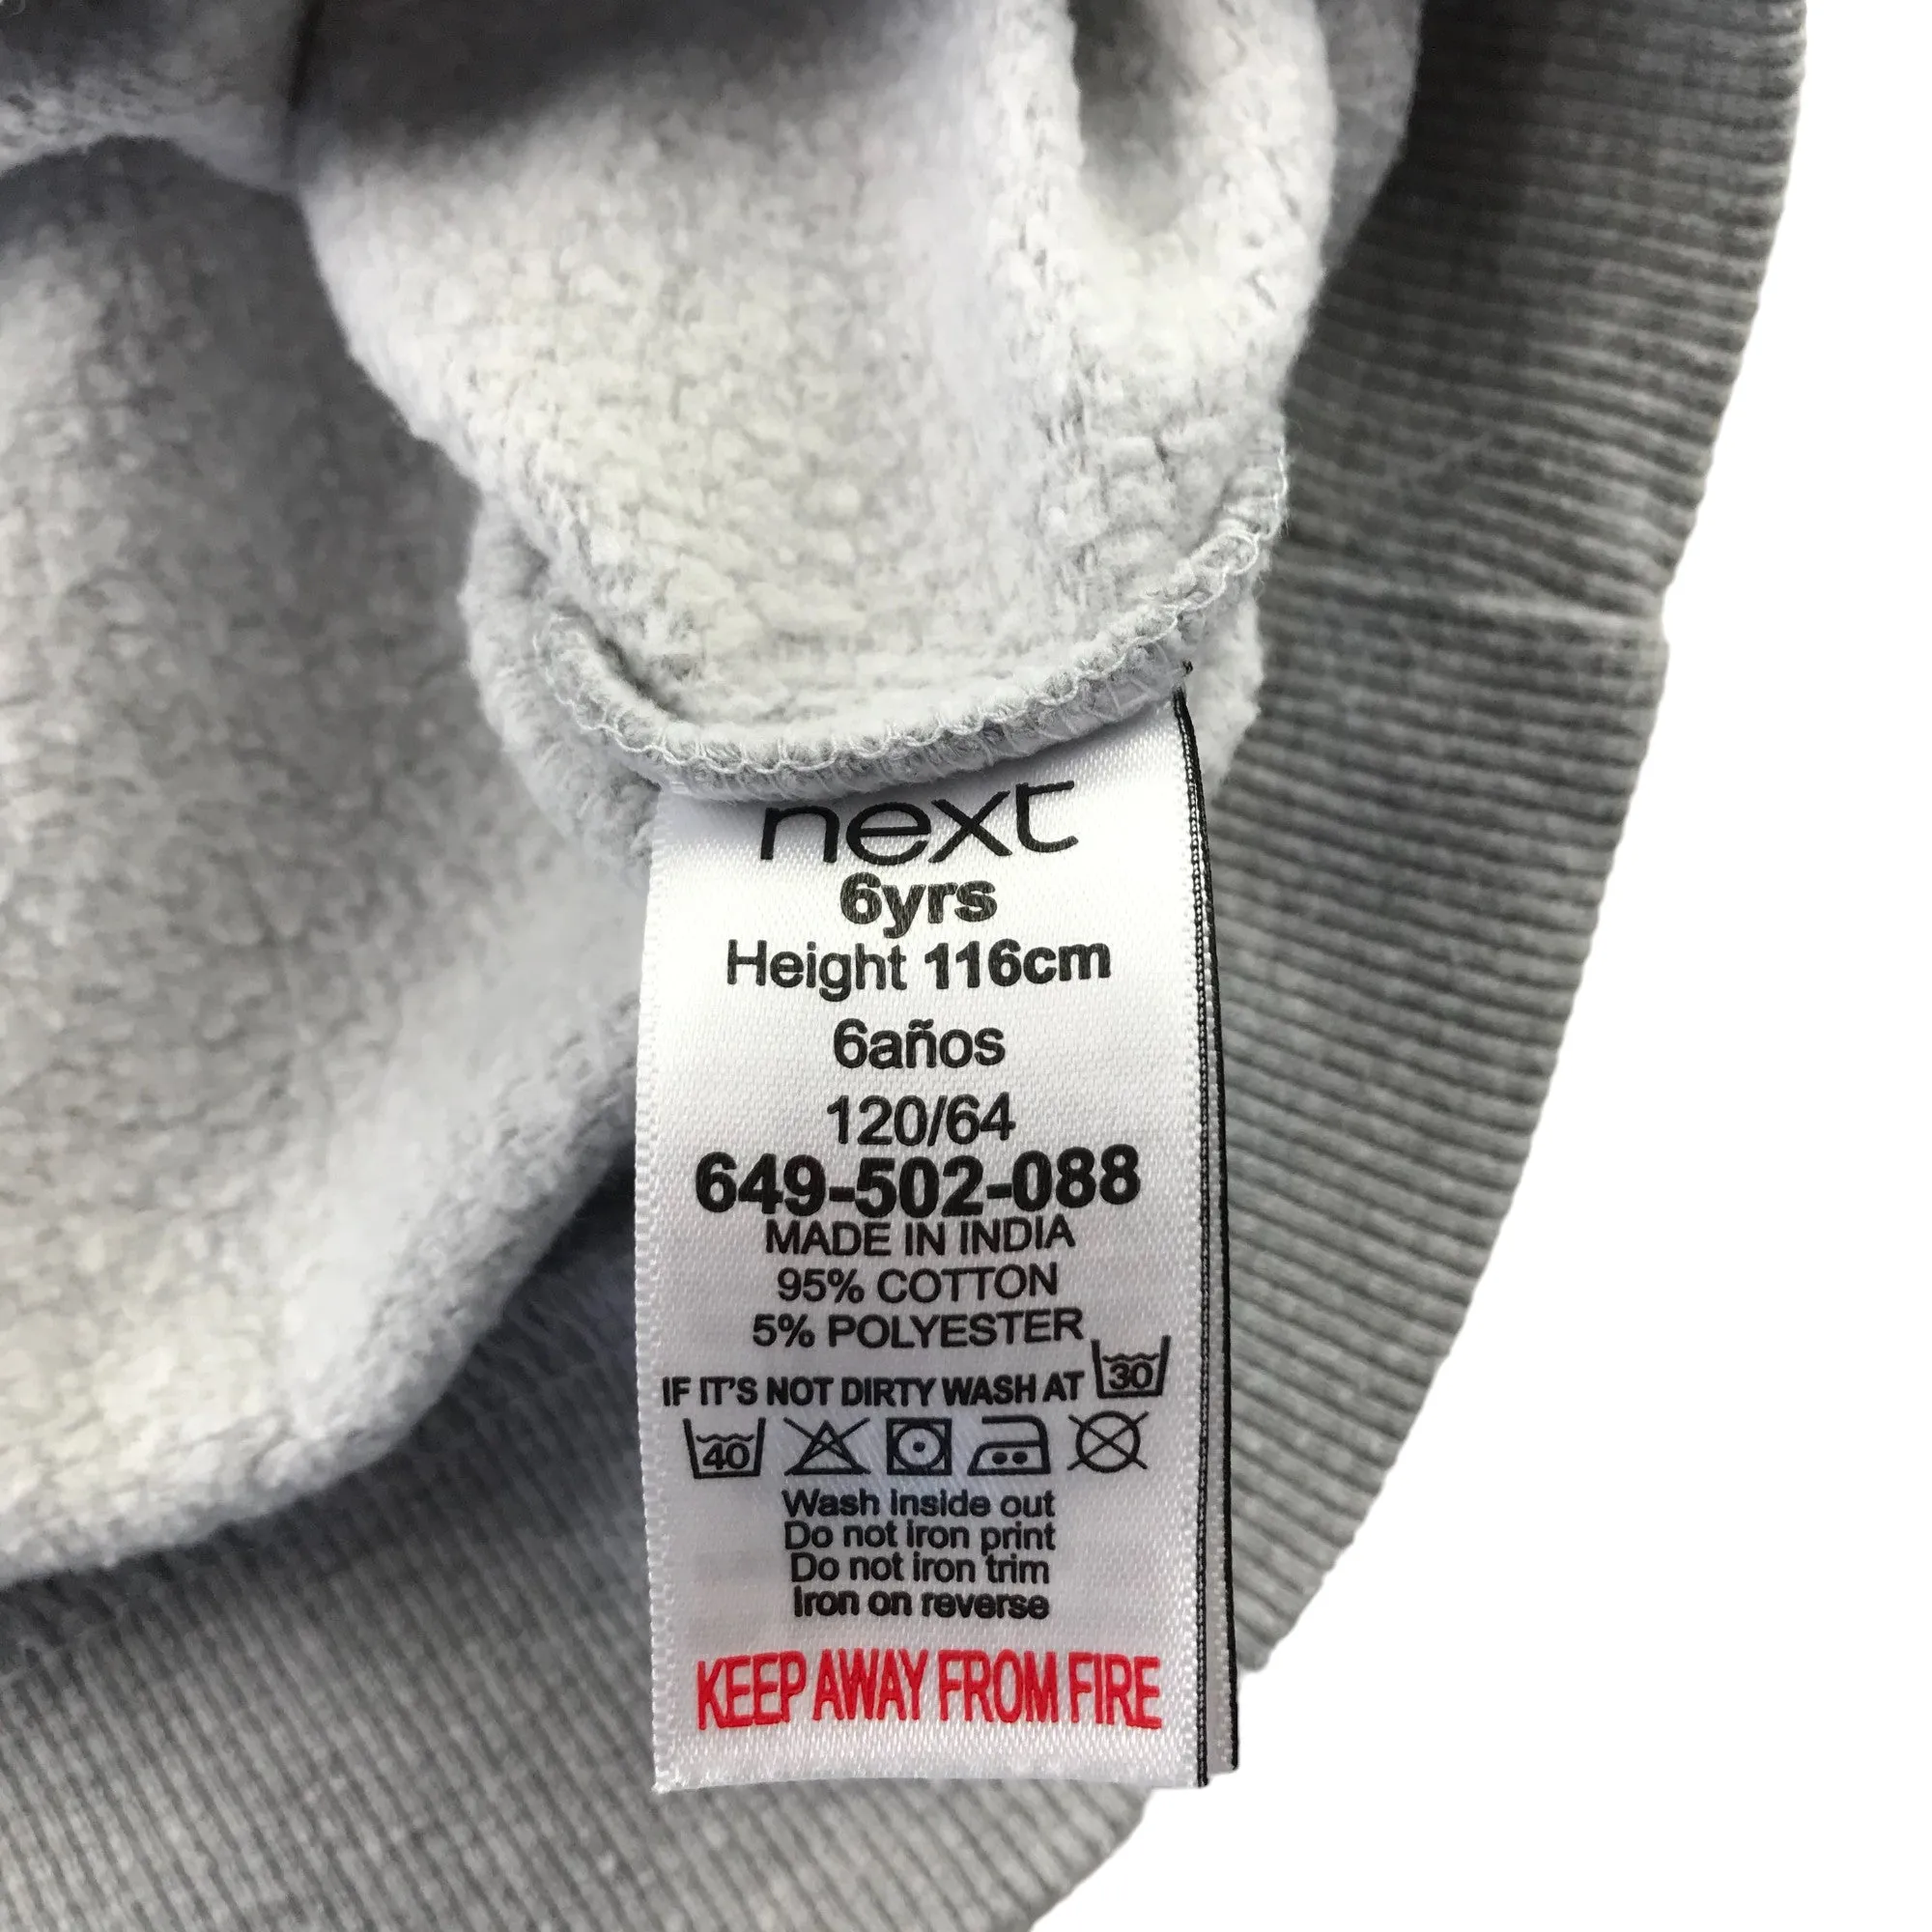 next
6yrs
Height 116cm
6años
120/64
649-502-088
MADE IN INDIA
95% COTTON
5% POLYESTER
IF IT'S NOT DIRTY WASH AT 30
40
Wash inside out
Do not iron print
Do not iron trim
Iron on reverse
KEEP AWAY FROM FIRE